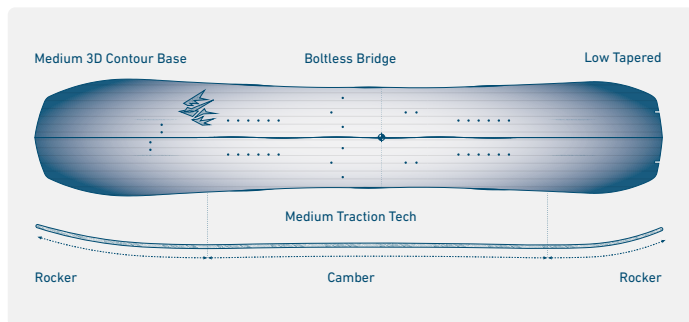 Medium 3D Contour Base
Boltless Bridge
Low Tapered
Medium Traction Tech
Rocker
Camber
Rocker